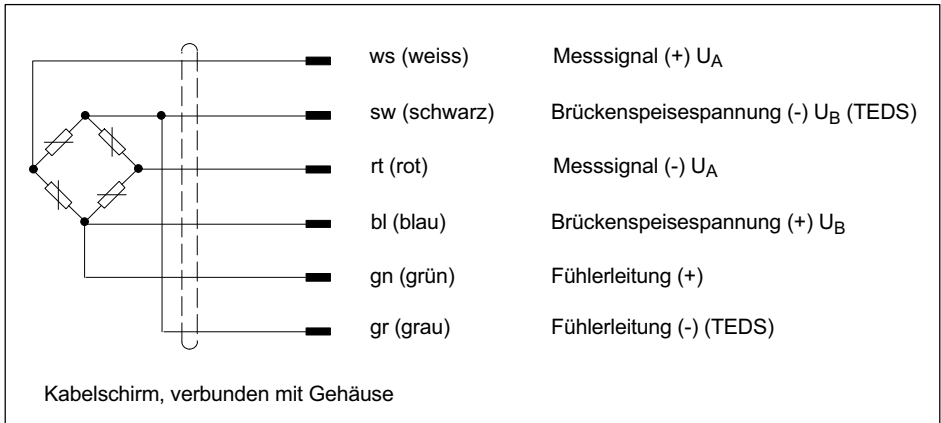 ws (weiss) Messsignal (+) UA
sw (schwarz) Brückenspeisespannung (-) UB (TEDS)
rt (rot) Messsignal (-) UA
bl (blau) Brückenspeisespannung (+) UB
gn (grün) Fühlerleitung (+)
gr (grau) Fühlerleitung (-) (TEDS)
Kabelschirm, verbunden mit Gehäuse